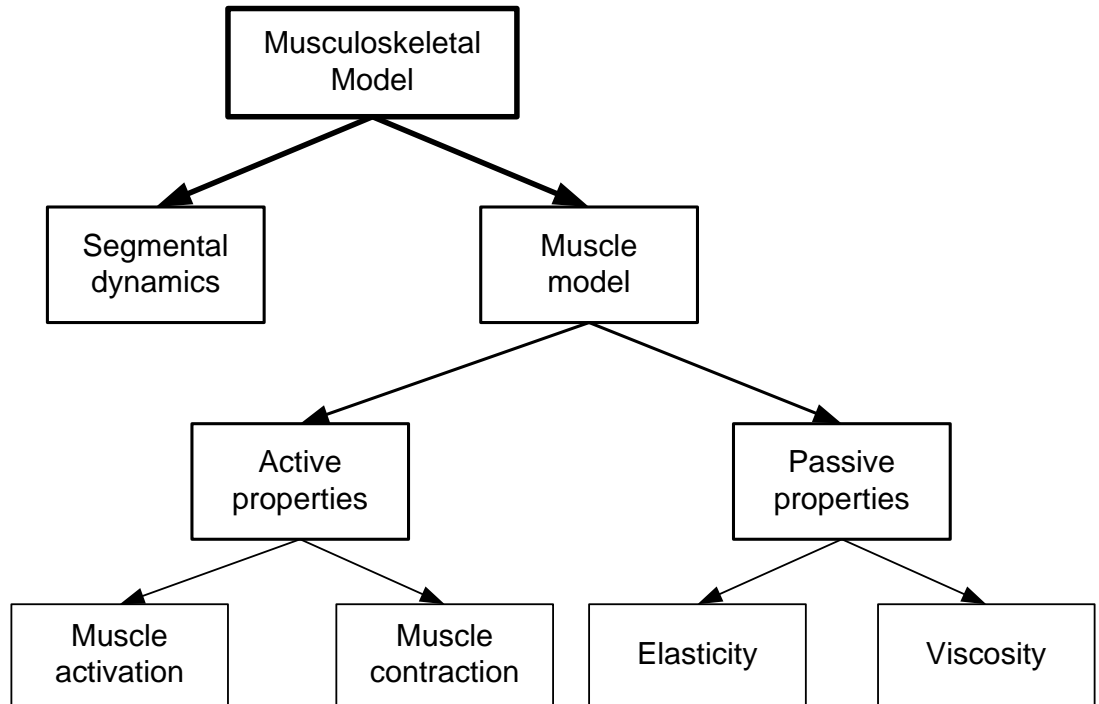 Musculoskeletal
Model
Segmental
dynamics
Muscle
model
Active
properties
Passive
properties
Muscle
activation
Muscle
contraction
Elasticity
Viscosity